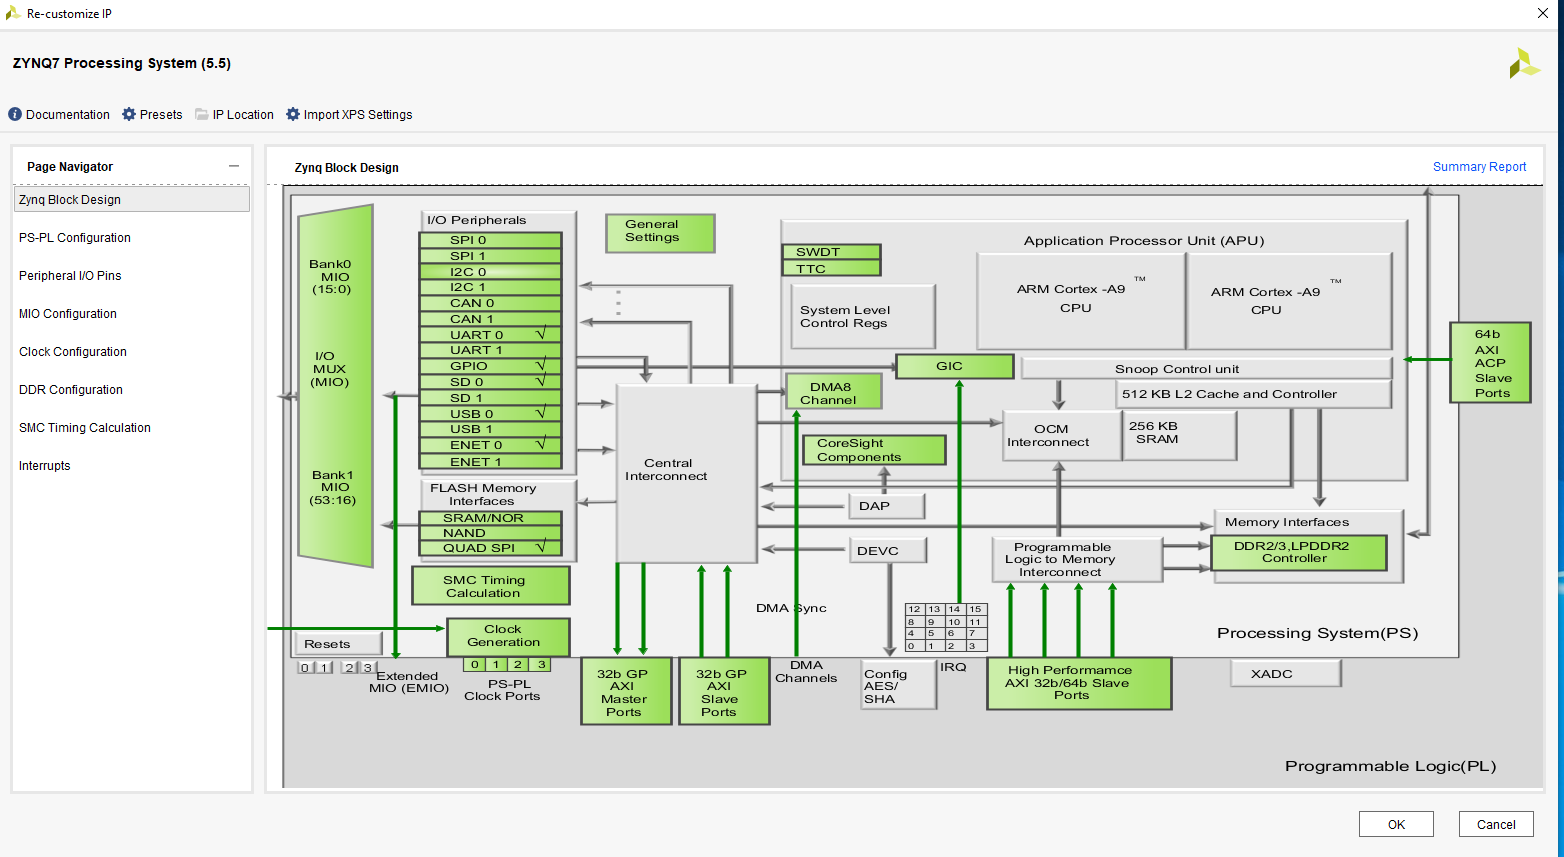 Re-customize IP
ZYNQ7 Processing System (5.5)
Documentation Presets IP Location Import XPS Settings
Page Navigator
Zynq Block Design
PS-PL Configuration
Peripheral I/O Pins
MIO Configuration
Clock Configuration
DDR Configuration
SMC Timing Calculation
Interrupts
Zynq Block Design
Summary Report
Bank0
MIO
(15:0)
I/O
MUX
(MIO)
Bank1
MIO
(53:16)
I/O Peripherals
SPI 0
SPI 1
I2C 0
I2C 1
CAN 0
CAN 1
UART 0 √
UART 1
GPIO √
SD 0 √
SD 1
USB 0 √
USB 1
ENET 0 √
ENET 1
FLASH Memory
Interfaces
SRAM/NOR
NAND
QUAD SPI √
SMC Timing
Calculation
Clock
Generation
0 1 2 3
PS-PL
Clock Ports
Resets
0 1 2 3
Extended
MIO (EMIO)
General
Settings
Central
Interconnect
32b GP
AXI
Master
Ports
32b GP
AXI
Slave
Ports
DMA Sync
DMA
Channels
Application Processor Unit (APU)
SWDT
TTC
System Level
Control Regs
ARM Cortex -A9 ™
CPU
ARM Cortex -A9 ™
CPU
GIC
Snoop Control unit
DMA8
Channel
512 KB L2 Cache and Controller
OCM
Interconnect
256 KB
SRAM
CoreSight
Components
DAP
DEVC
Programmable
Logic to Memory
Interconnect
Memory Interfaces
DDR2/3,LPDDR2
Controller
64b
AXI
ACP
Slave
Ports
12 13 14 15
8 9 10 11
4 5 6 7
0 1 2 3
IRQ
Config
AES/
SHA
High Performamce
AXI 32b/64b Slave
Ports
Processing System(PS)
XADC
Programmable Logic(PL)
OK
Cancel